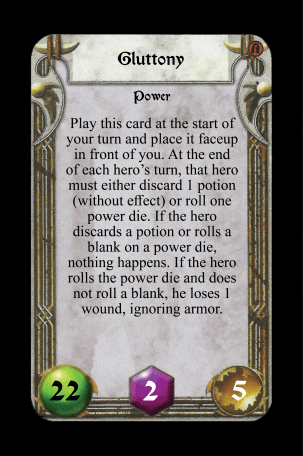 Gluttony
@
Power
Play this card at the start of
your turn and place it faceup
in front of you. At the end
of each hero's turn, that hero
must either discard 1 potion
(without effect) or roll one
power die. If the hero
discards a potion or rolls a
blank on a power die,
nothing happens. If the hero
rolls the power die and does
not roll a blank, he loses 1
wound, ignoring armor.
22
2
5